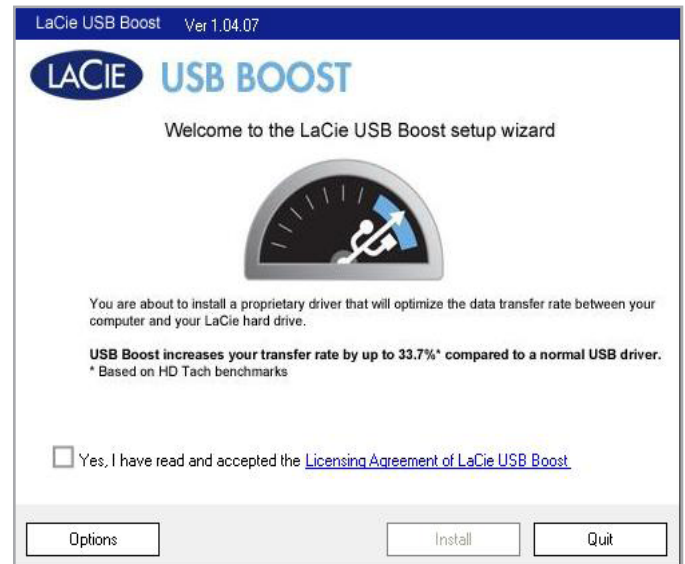 LaCie USB Boost Ver 1.04.07
LACIE USB BOOST
Welcome to the LaCie USB Boost setup wizard
You are about to install a proprietary driver that will optimize the data transfer rate between your
computer and your LaCie hard drive.
USB Boost increases your transfer rate by up to 33.7%* compared to a normal USB driver.
* Based on HD Tach benchmarks
Yes, I have read and accepted the Licensing Agreement of LaCie USB Boost
Options Install Quit